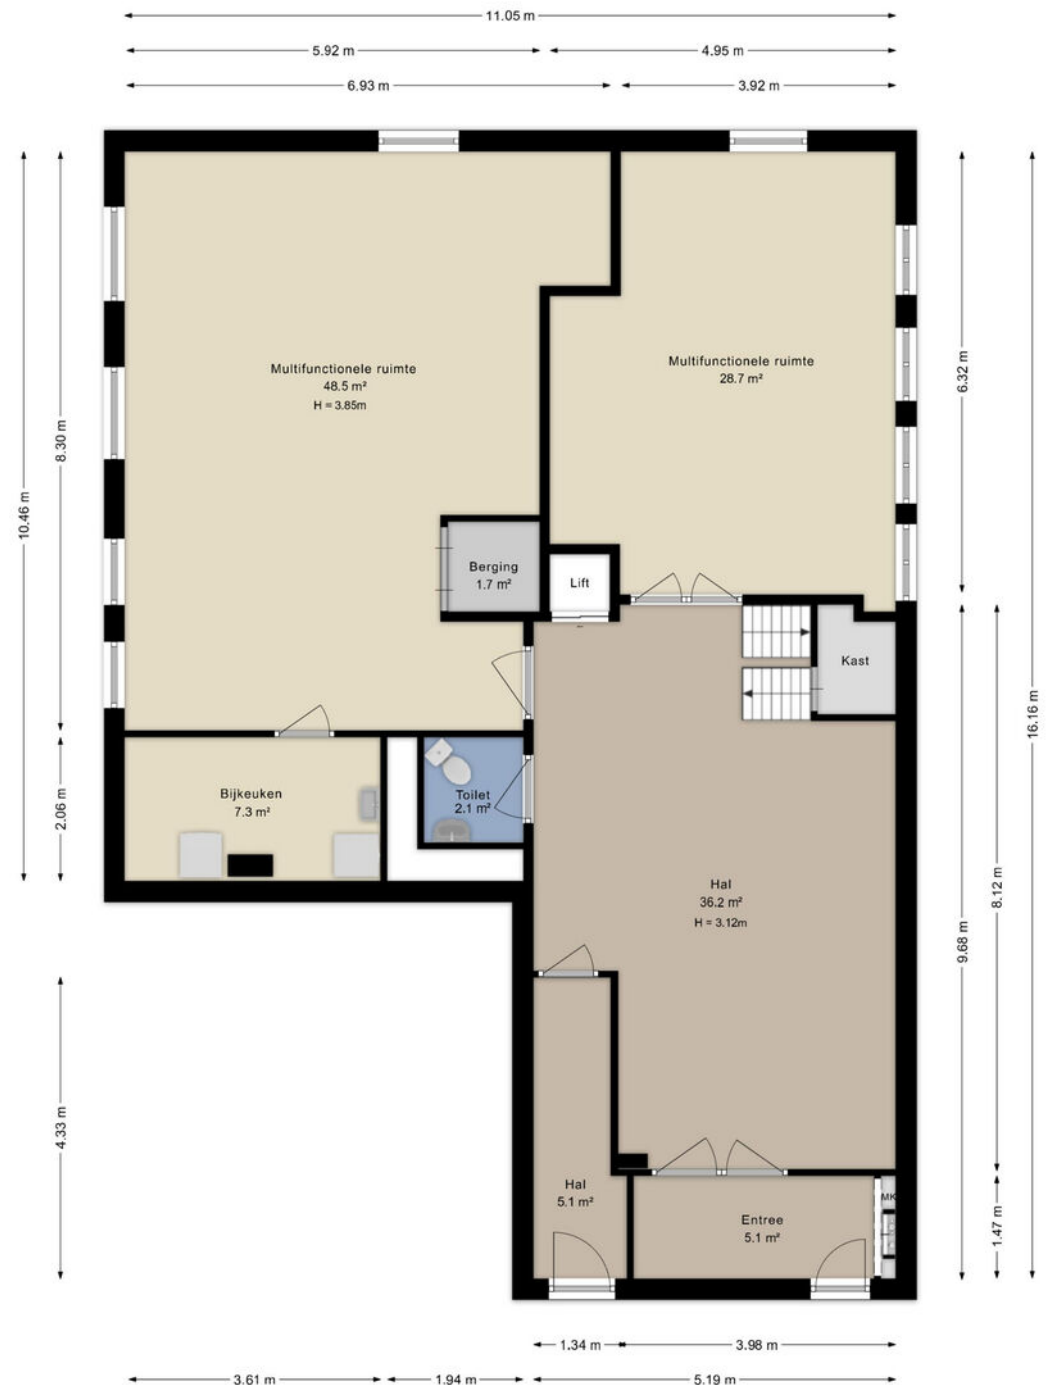 11.05 m
5.92 m
4.95 m
6.93 m
3.92 m
Multifunctionele ruimte
48.5 m²
H = 3.85m
Multifunctionele ruimte
28.7 m²
6.32 m
8.30 m
10.46 m
Berging
1.7 m²
Lift
Kast
16.16 m
Bijkeuken
7.3 m²
Toilet
2.1 m²
2.06 m
Hal
36.2 m²
H = 3.12m
8.12 m
9.68 m
4.33 m
Hal
5.1 m²
Entree
5.1 m²
MK
1.47 m
1.34 m
3.98 m
3.61 m
1.94 m
5.19 m